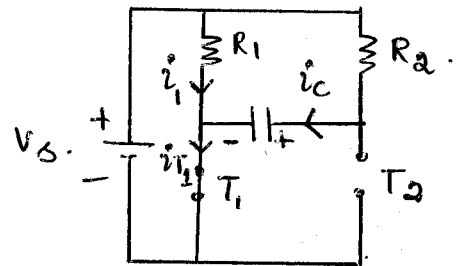 R1
R2.
i1
iC
+
Vs.
-
- +
iT1
T1
T2